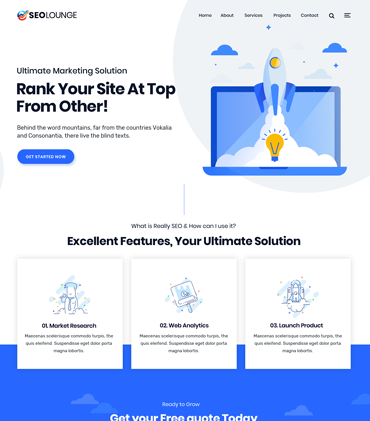 SEOLOUNGE
Home About Services Projects Contact
Ultimate Marketing Solution
Rank Your Site At Top
From Other!
Behind the word mountains, far from the countries Vokalia
and Consonantia, there live the blind texts.
GET STARTED NOW
What is Really SEO & How can I use it?
Excellent Features, Your Ultimate Solution
01. Market Research
Maecenas scelerisque commodo turpis, the
quis eleifend. Suspendisse eget dolor porta
magna lobortis.
02. Web Analytics
Maecenas scelerisque commodo turpis, the
quis eleifend. Suspendisse eget dolor porta
magna lobortis.
03. Launch Product
Maecenas scelerisque commodo turpis, the
quis eleifend. Suspendisse eget dolor porta
magna lobortis.
Ready to Grow
Get your Free quote Today